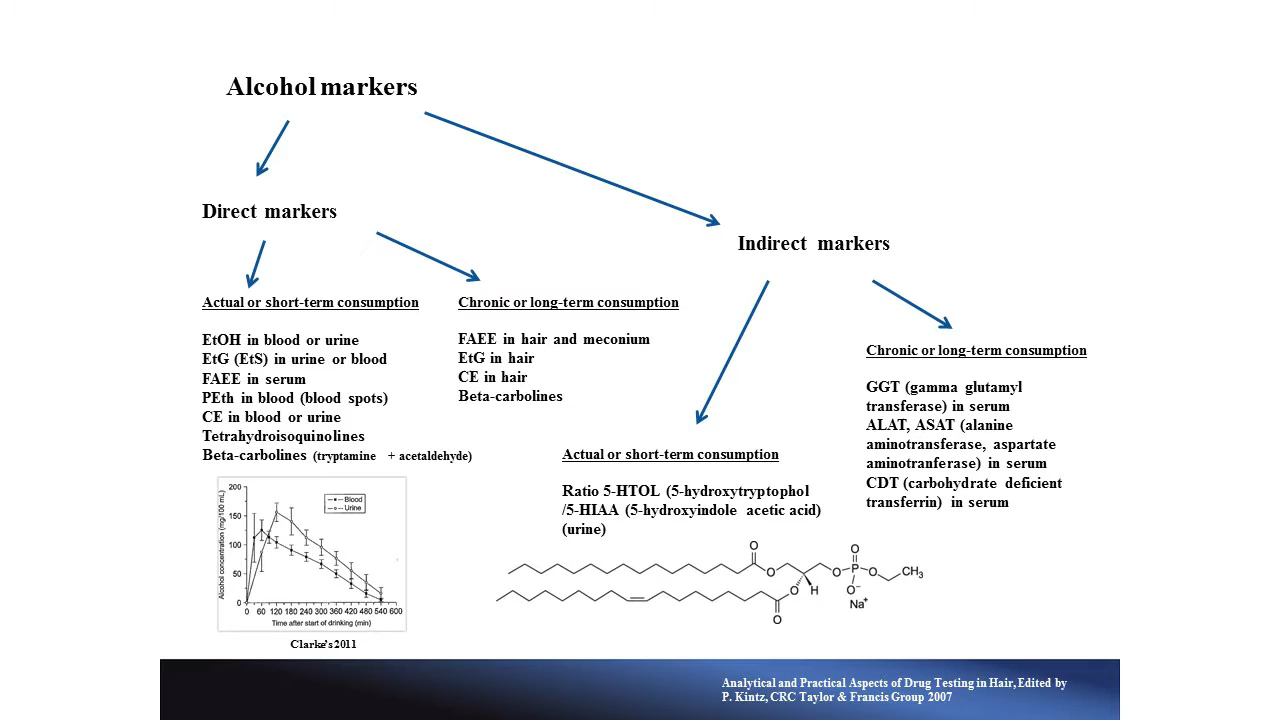 Alcohol markers
Direct markers
Indirect markers
Actual or short-term consumption
EtOH in blood or urine
EtG (EtS) in urine or blood
FAEE in serum
PEth in blood (blood spots)
CE in blood or urine
Tetrahydroisoquinolines
Beta-carbolines (tryptamine + acetaldehyde)
Chronic or long-term consumption
FAEE in hair and meconium
EtG in hair
CE in hair
Beta-carbolines
Actual or short-term consumption
Ratio 5-HTOL (5-hydroxytryptophol
/5-HIAA (5-hydroxyindole acetic acid)
(urine)
Chronic or long-term consumption
GGT (gamma glutamyl
transferase) in serum
ALAT, ASAT (alanine
aminotransferase, aspartate
aminotranferase) in serum
CDT (carbohydrate deficient
transferrin) in serum
Alcohol concentration (mg/100 mL)
200
150
100
50
0
Blood
Urine
0 60 120 180 240 300 360 420 480 540 600
Time after start of drinking (min)
Clarke's 2011
O
O
O
O
O
P
O
O⁻
CH₃
H
Na⁺
O
Analytical and Practical Aspects of Drug Testing in Hair, Edited by
P. Kintz, CRC Taylor & Francis Group 2007